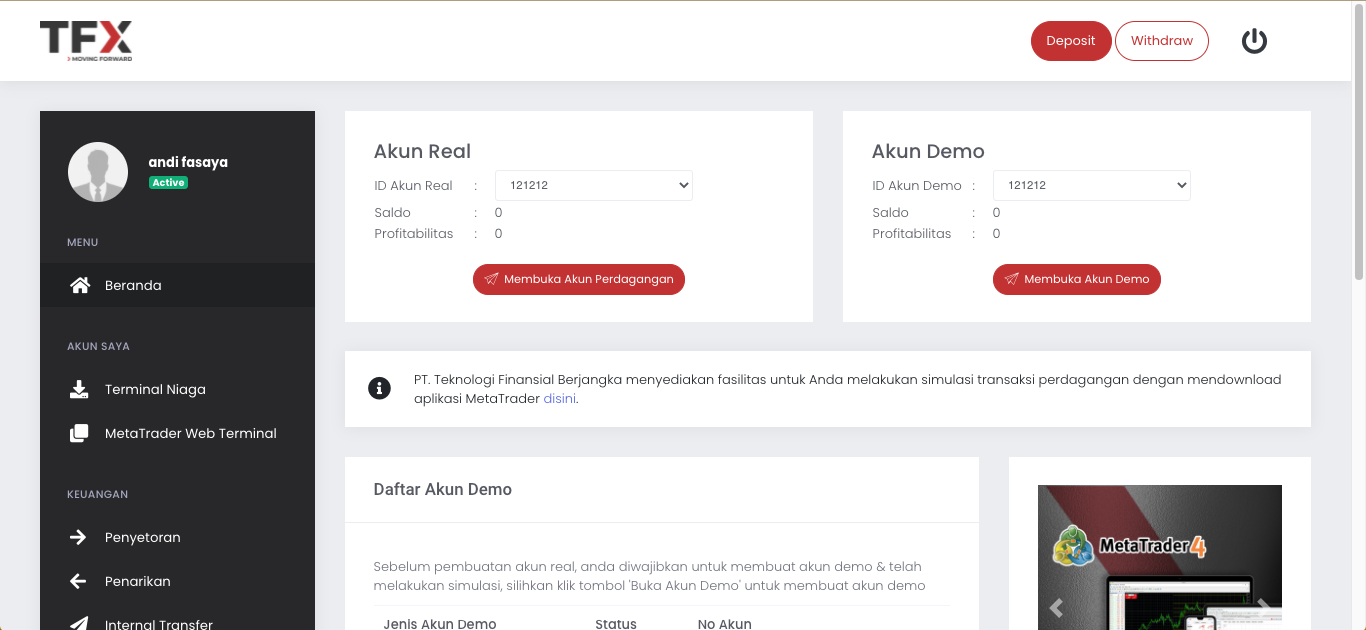 TFX
MOVING FORWARD
Deposit
Withdraw
andi fasaya
Active
MENU
Beranda
AKUN SAYA
Terminal Niaga
MetaTrader Web Terminal
KEUANGAN
Penyetoran
Penarikan
Internal Transfer
Akun Real
ID Akun Real : 121212
Saldo : 0
Profitabilitas : 0
Membuka Akun Perdagangan
Akun Demo
ID Akun Demo : 121212
Saldo : 0
Profitabilitas : 0
Membuka Akun Demo
PT. Teknologi Finansial Berjangka menyediakan fasilitas untuk Anda melakukan simulasi transaksi perdagangan dengan mendownload
aplikasi MetaTrader disini.
Daftar Akun Demo
Sebelum pembuatan akun real, anda diwajibkan untuk membuat akun demo & telah
melakukan simulasi, silihkan klik tombol 'Buka Akun Demo' untuk membuat akun demo
Jenis Akun Demo Status No Akun
MetaTrader 4